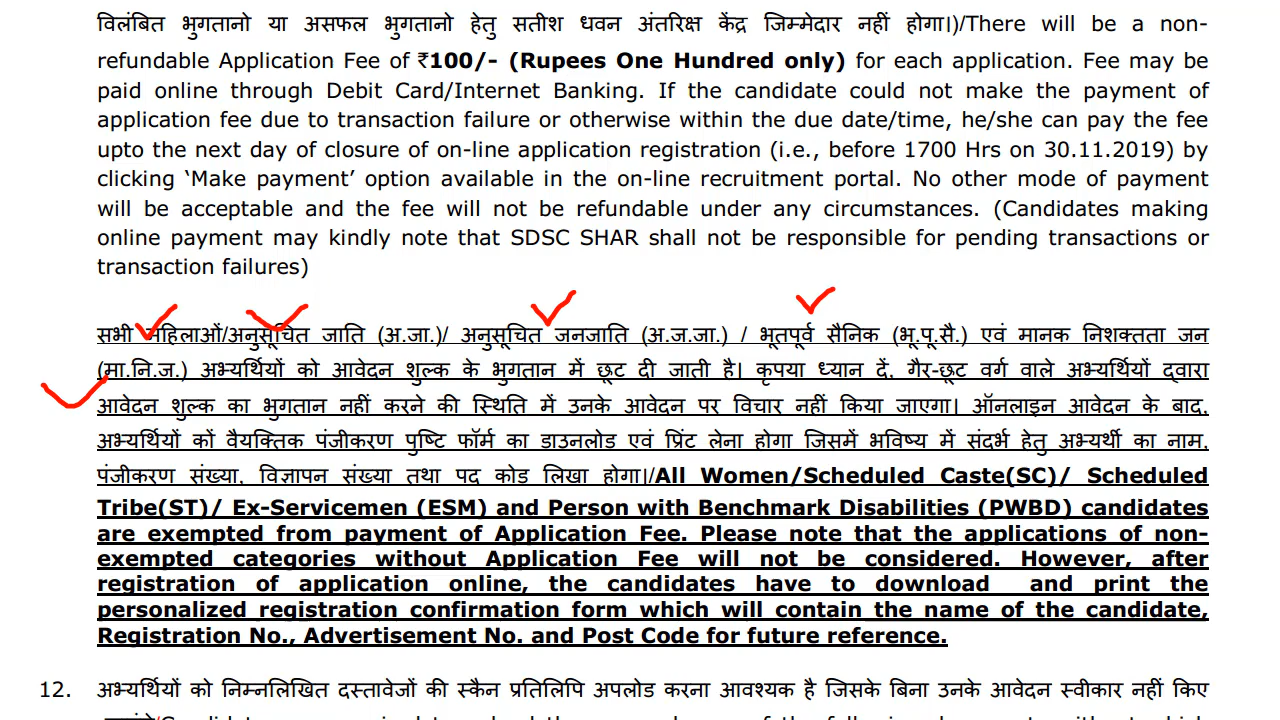 विलंबित भुगतानो या असफल भुगतानो हेतु सतीश धवन अंतरिक्ष केंद्र जिम्मेदार नहीं होगा।)/There will be a non-
refundable Application Fee of ₹100/- (Rupees One Hundred only) for each application. Fee may be
paid online through Debit Card/Internet Banking. If the candidate could not make the payment of
application fee due to transaction failure or otherwise within the due date/time, he/she can pay the fee
upto the next day of closure of on-line application registration (i.e., before 1700 Hrs on 30.11.2019) by
clicking ‘Make payment’ option available in the on-line recruitment portal. No other mode of payment
will be acceptable and the fee will not be refundable under any circumstances. (Candidates making
online payment may kindly note that SDSC SHAR shall not be responsible for pending transactions or
transaction failures)
सभी महिलाओं/अनुसूचित जाति (अ.जा.)/ अनुसूचित जनजाति (अ.ज.जा.) / भूतपूर्व सैनिक (भू.पू.सै.) एवं मानक निशक्तता जन
(मा.नि.ज.) अभ्यर्थियों को आवेदन शुल्क के भुगतान में छूट दी जाती है। कृपया ध्यान दें, गैर-छूट वर्ग वाले अभ्यर्थियों द्वारा
आवेदन शुल्क का भुगतान नहीं करने की स्थिति में उनके आवेदन पर विचार नहीं किया जाएगा। ऑनलाइन आवेदन के बाद,
अभ्यर्थियों कों वैयक्तिक पंजीकरण पुष्टि फॉर्म का डाउनलोड एवं प्रिंट लेना होगा जिसमें भविष्य में संदर्भ हेतु अभ्यर्थी का नाम,
पंजीकरण संख्या, विज्ञापन संख्या तथा पद कोड लिखा होगा।/All Women/Scheduled Caste(SC)/ Scheduled
Tribe(ST)/ Ex-Servicemen (ESM) and Person with Benchmark Disabilities (PWBD) candidates
are exempted from payment of Application Fee. Please note that the applications of non-
exempted categories without Application Fee will not be considered. However, after
registration of application online, the candidates have to download and print the
personalized registration confirmation form which will contain the name of the candidate,
Registration No., Advertisement No. and Post Code for future reference.
12. अभ्यर्थियों को निम्नलिखित दस्तावेजों की स्कैन प्रतिलिपि अपलोड करना आवश्यक है जिसके बिना उनके आवेदन स्वीकार नहीं किए